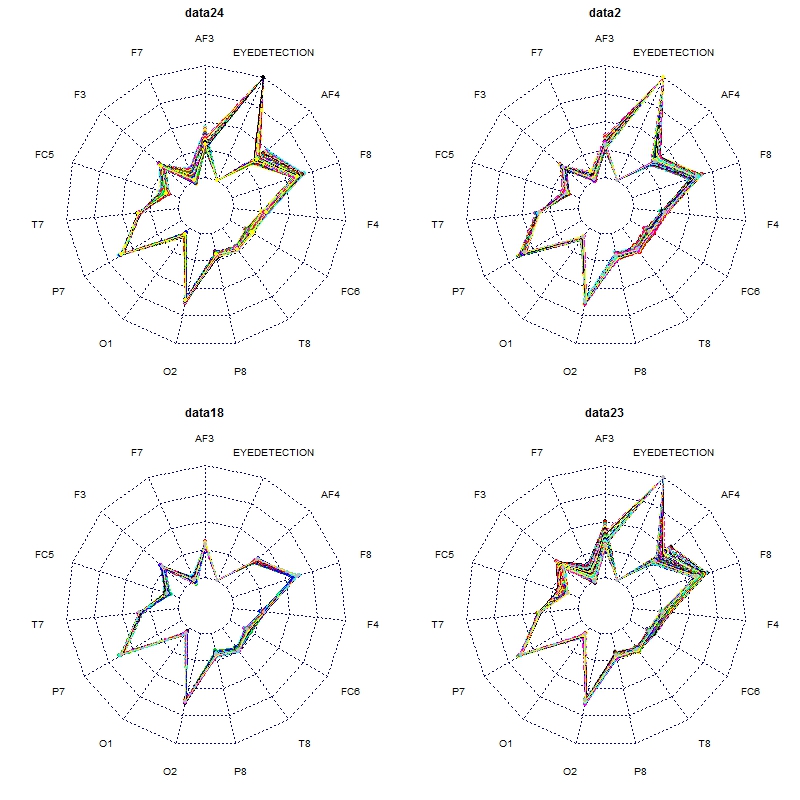 data24
AF3
F7
EYEDETECTION
F3
AF4
FC5
F8
T7
F4
P7
FC6
O1
T8
O2
P8
data2
AF3
F7
EYEDETECTION
F3
AF4
FC5
F8
T7
F4
P7
FC6
O1
T8
O2
P8
data18
AF3
F7
EYEDETECTION
F3
AF4
FC5
F8
T7
F4
P7
FC6
O1
T8
O2
P8
data23
AF3
F7
EYEDETECTION
F3
AF4
FC5
F8
T7
F4
P7
FC6
O1
T8
O2
P8